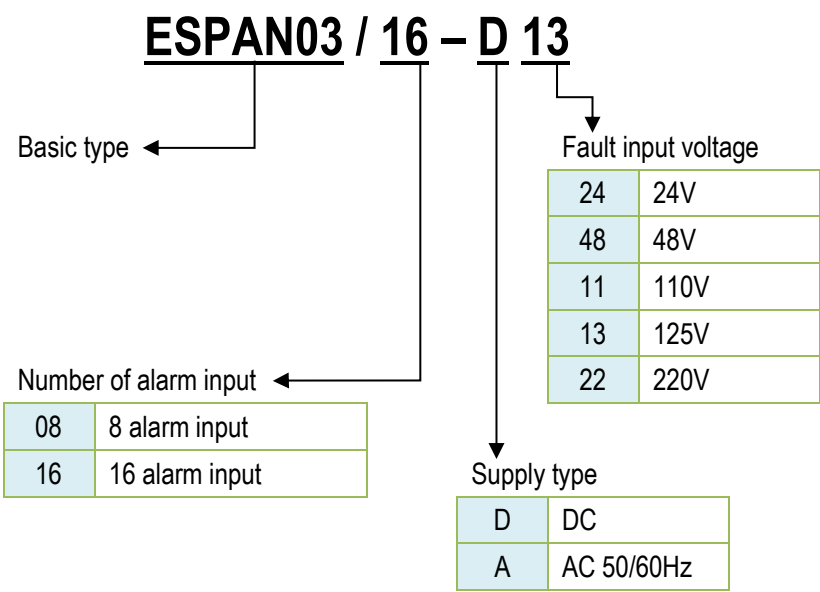 ESPAN03 / 16 – D 13
Basic type
Fault input voltage
24 24V
48 48V
11 110V
13 125V
22 220V
Number of alarm input
08 8 alarm input
16 16 alarm input
Supply type
D DC
A AC 50/60Hz